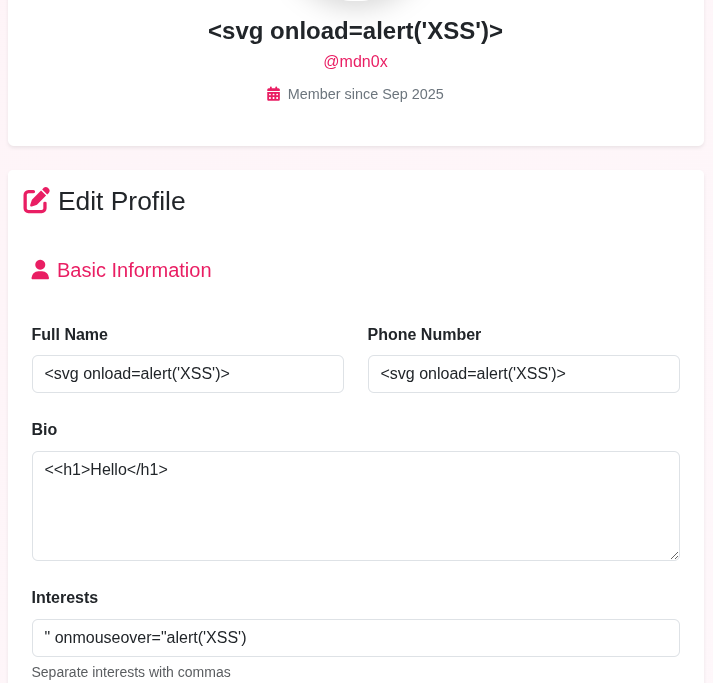 <svg onload=alert('XSS')>
@mdn0x
Member since Sep 2025
Edit Profile
Basic Information
Full Name
Phone Number
<svg onload=alert('XSS')>
<svg onload=alert('XSS')>
Bio
<<h1>Hello</h1>
Interests
" onmouseover="alert('XSS')
Separate interests with commas